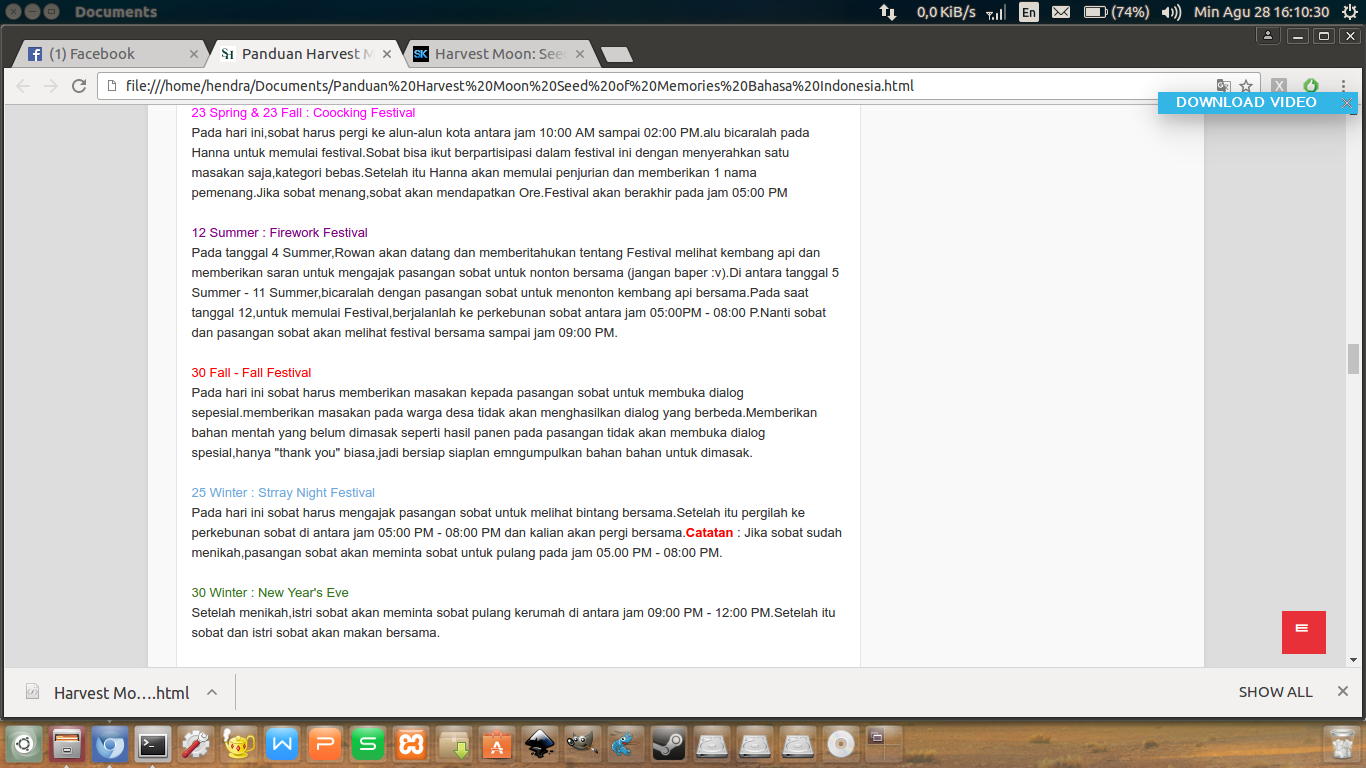 Documents
0,0 KiB/s
En
(74%)
Min Agu 28 16:10:30
(1) Facebook
Panduan Harvest M
SK
Harvest Moon: See
file:///home/hendra/Documents/Panduan%20Harvest%20Moon%20Seed%20of%20Memories%20Bahasa%20Indonesia.html
DOWNLOAD VIDEO
23 Spring & 23 Fall : Coocking Festival
Pada hari ini,sobat harus pergi ke alun-alun kota antara jam 10:00 AM sampai 02:00 PM.alu bicaralah pada
Hanna untuk memulai festival.Sobat bisa ikut berpartisipasi dalam festival ini dengan menyerahkan satu
masakan saja,kategori bebas.Setelah itu Hanna akan memulai penjurian dan memberikan 1 nama
pemenang.Jika sobat menang,sobat akan mendapatkan Ore.Festival akan berakhir pada jam 05:00 PM
12 Summer : Firework Festival
Pada tanggal 4 Summer,Rowan akan datang dan memberitahukan tentang Festival melihat kembang api dan
memberikan saran untuk mengajak pasangan sobat untuk nonton bersama (jangan baper :v).Di antara tanggal 5
Summer - 11 Summer,bicaralah dengan pasangan sobat untuk menonton kembang api bersama.Pada saat
tanggal 12,untuk memulai Festival,berjalanlah ke perkebunan sobat antara jam 05:00PM - 08:00 P.Nanti sobat
dan pasangan sobat akan melihat festival bersama sampai jam 09:00 PM.
30 Fall - Fall Festival
Pada hari ini sobat harus memberikan masakan kepada pasangan sobat untuk membuka dialog
sepesial.memberikan masakan pada warga desa tidak akan menghasilkan dialog yang berbeda.Memberikan
bahan mentah yang belum dimasak seperti hasil panen pada pasangan tidak akan membuka dialog
spesial,hanya "thank you" biasa,jadi bersiap siaplan emngumpulkan bahan bahan untuk dimasak.
25 Winter : Strray Night Festival
Pada hari ini sobat harus mengajak pasangan sobat untuk melihat bintang bersama.Setelah itu pergilah ke
perkebunan sobat di antara jam 05:00 PM - 08:00 PM dan kalian akan pergi bersama.Catatan : Jika sobat sudah
menikah,pasangan sobat akan meminta sobat untuk pulang pada jam 05.00 PM - 08:00 PM.
30 Winter : New Year's Eve
Setelah menikah,istri sobat akan meminta sobat pulang kerumah di antara jam 09:00 PM - 12:00 PM.Setelah itu
sobat dan istri sobat akan makan bersama.
Harvest Mo....html
SHOW ALL